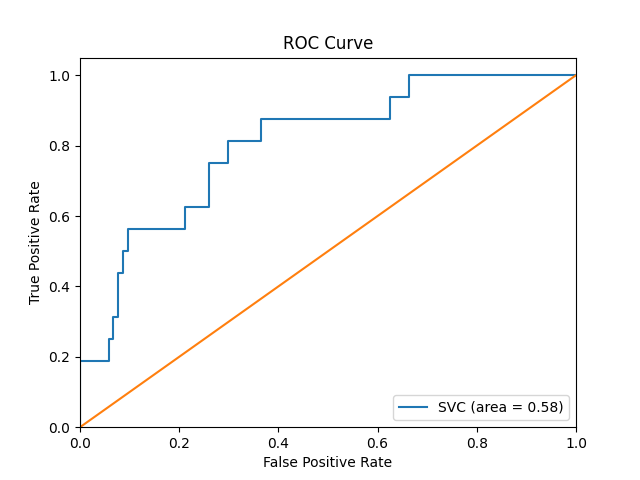 ROC Curve
True Positive Rate
1.0
0.8
0.6
0.4
0.2
0.0
0.0 0.2 0.4 0.6 0.8 1.0
False Positive Rate
SVC (area = 0.58)